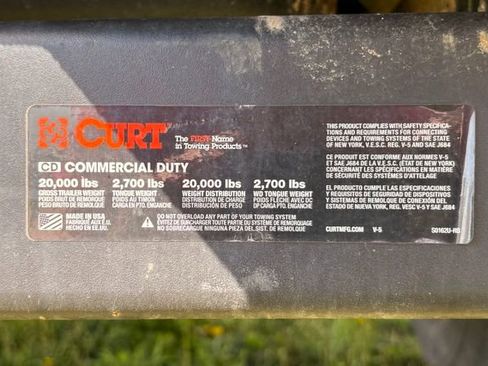 CURT
The FIRST Name
in Towing Products™
CD COMMERCIAL DUTY
20,000 lbs
GROSS TRAILER WEIGHT
POIDS BRUT DE REMORQUE
PESO BRUTO DE REMOLQUE
2,700 lbs
TONGUE WEIGHT
POIDS AU TIMON
CARGA EN PTO. ENGANCHE
20,000 lbs
WEIGHT DISTRIBUTION
DISTRIBUTION DE CHARGE
DISTRIBUCIÓN DE PESO
2,700 lbs
WD TONGUE WEIGHT
POIDS FLÈCHE AVEC DC
CARGA PTO. ENGANCHE
MADE IN USA
FABRIQUÉ AUX É.U.
HECHO EN EE.UU.
DO NOT OVERLOAD ANY PART OF YOUR TOWING SYSTEM
ÉVITEZ DE SURCHARGER TOUTE PARTIE DU SYSTÈME DE REMORQUAGE
NO SOBRECARGUE NINGUNA PIEZA DEL SIST. DE REMOLQUE
THIS PRODUCT COMPLIES WITH SAFETY SPECIFICA-
TIONS AND REQUIREMENTS FOR CONNECTING
DEVICES AND TOWING SYSTEMS OF THE STATE
OF NEW YORK, V.E.S.C. REG. V-5 AND SAE J684
CE PRODUIT EST CONFORME AUX NORMES V-5
ET SAE J684 DE LA V.E.S.C. (ÉTAT DE NEW YORK)
CONCERNANT LES SPÉCIFICATIONS EN MATIÈRE
DE SÉCURITÉ DES SYSTÈMES D'ATTELAGE
EL PRODUCTO CUMPLE LAS ESPECIFICACIONES
Y REQUISITOS DE SEGURIDAD DE DISPOSITIVOS
Y SISTEMAS DE REMOLQUE DE CONEXIÓN DEL
ESTADO DE NUEVA YORK, REG. VESC V-5 Y SAE J684
CURTMFG.COM V-5 S0162U-RB